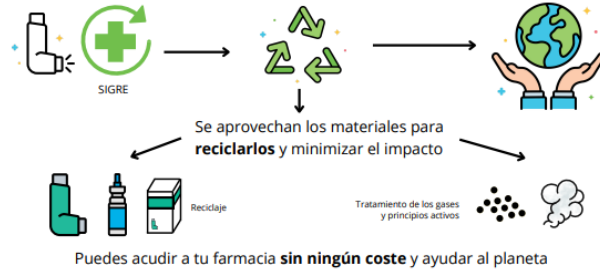 SIGRE
Se aprovechan los materiales para
reciclarlos y minimizar el impacto
Reciclaje
Tratamiento de los gases
y principios activos
Puedes acudir a tu farmacia sin ningún coste y ayudar al planeta